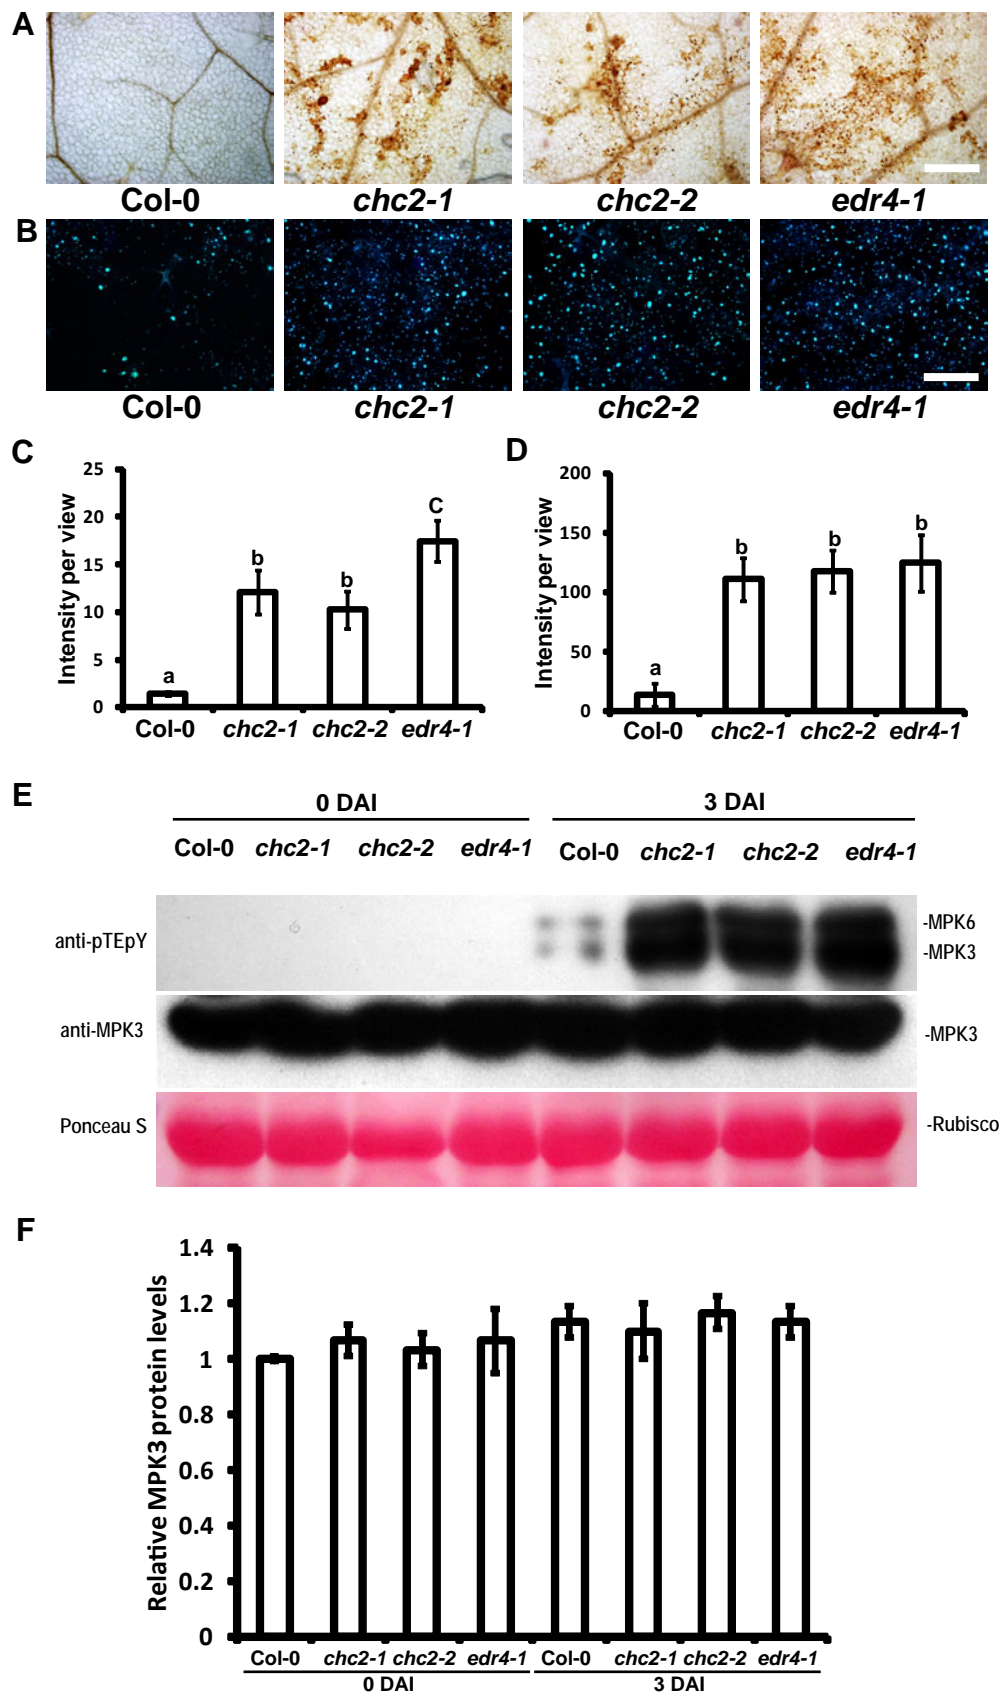 A
Col-0 chc2-1 chc2-2 edr4-1
B
Col-0 chc2-1 chc2-2 edr4-1
C
Intensity per view
25
20
15
10
5
0
a
b
b
C
Col-0 chc2-1 chc2-2 edr4-1
D
Intensity per view
200
150
100
50
0
a
b
b
b
Col-0 chc2-1 chc2-2 edr4-1
E
0 DAI 3 DAI
Col-0 chc2-1 chc2-2 edr4-1 Col-0 chc2-1 chc2-2 edr4-1
anti-pTEpY
-MPK6
-MPK3
anti-MPK3
-MPK3
Ponceau S
-Rubisco
F
Relative MPK3 protein levels
1.4
1.2
1
0.8
0.6
0.4
0.2
0
Col-0 chc2-1 chc2-2 edr4-1 Col-0 chc2-1 chc2-2 edr4-1
0 DAI 3 DAI